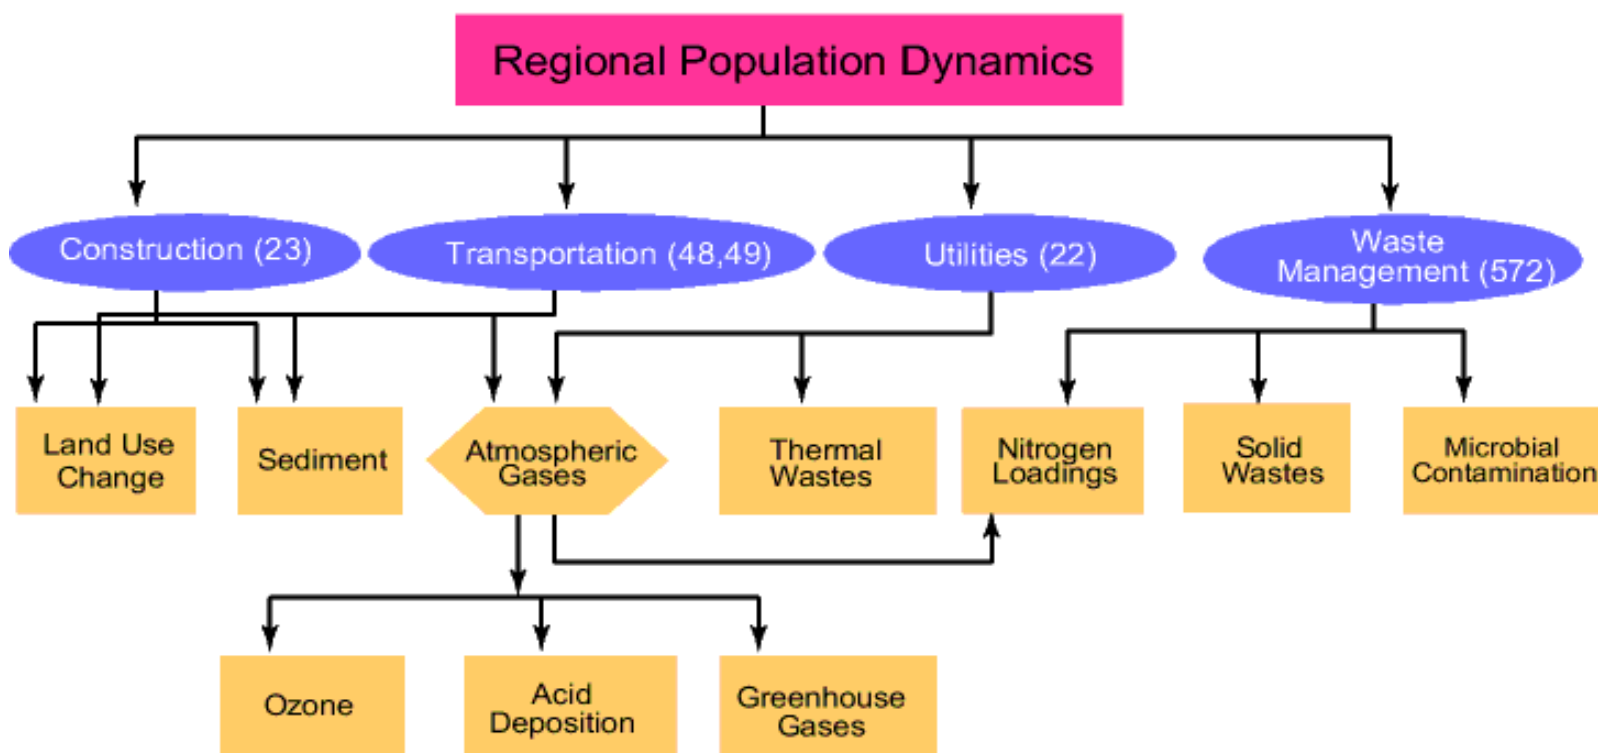 Regional Population Dynamics
Construction (23)
Transportation (48,49)
Utilities (22)
Waste
Management (572)
Land Use
Change
Sediment
Atmospheric
Gases
Thermal
Wastes
Nitrogen
Loadings
Solid
Wastes
Microbial
Contamination
Ozone
Acid
Deposition
Greenhouse
Gases